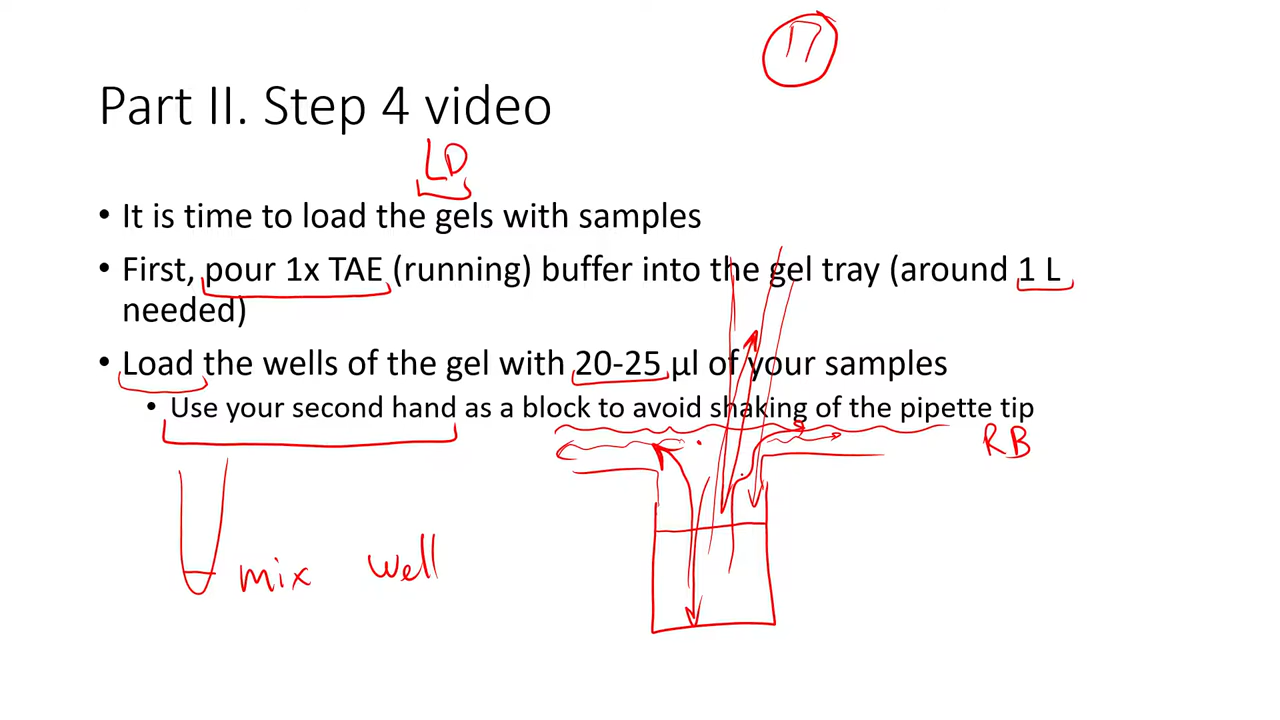 17
Part II. Step 4 video
LD
• It is time to load the gels with samples
• First, pour 1x TAE (running) buffer into the gel tray (around 1 L
needed)
• Load the wells of the gel with 20-25 µl of your samples
• Use your second hand as a block to avoid shaking of the pipette tip
RB
mix well